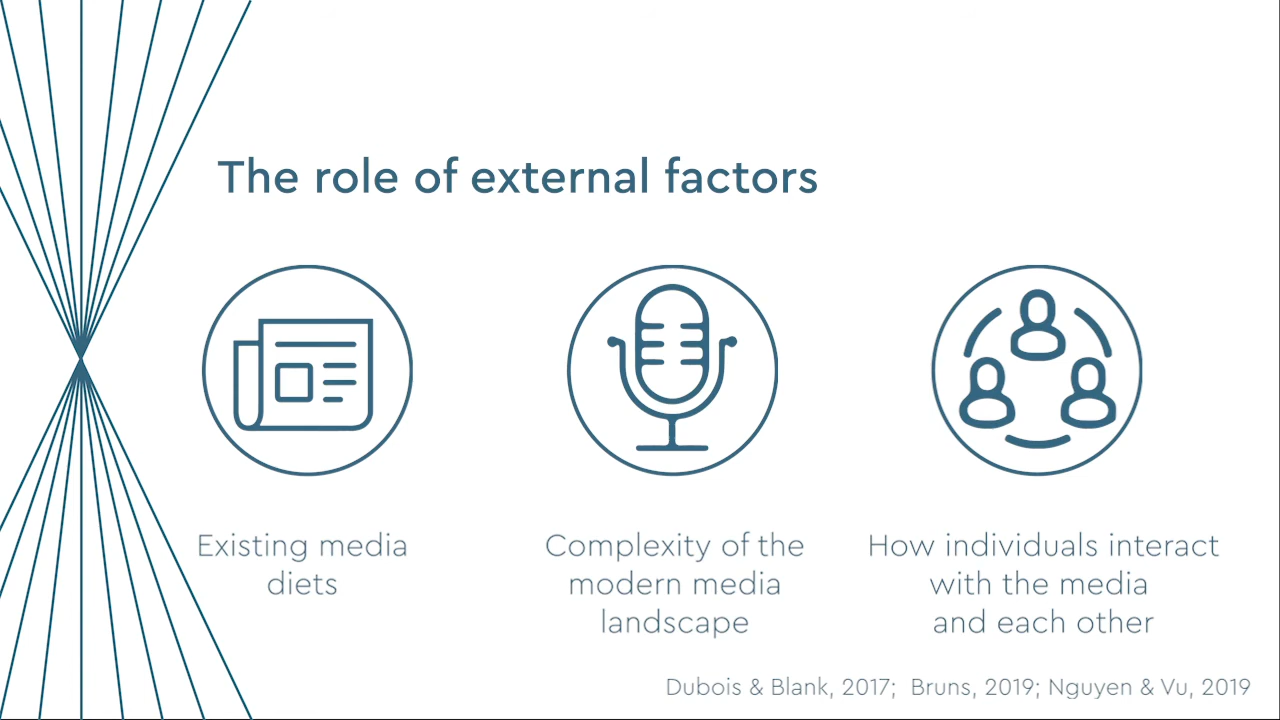 The role of external factors
Existing media
diets
Complexity of the
modern media
landscape
How individuals interact
with the media
and each other
Dubois & Blank, 2017;  Bruns, 2019; Nguyen & Vu, 2019